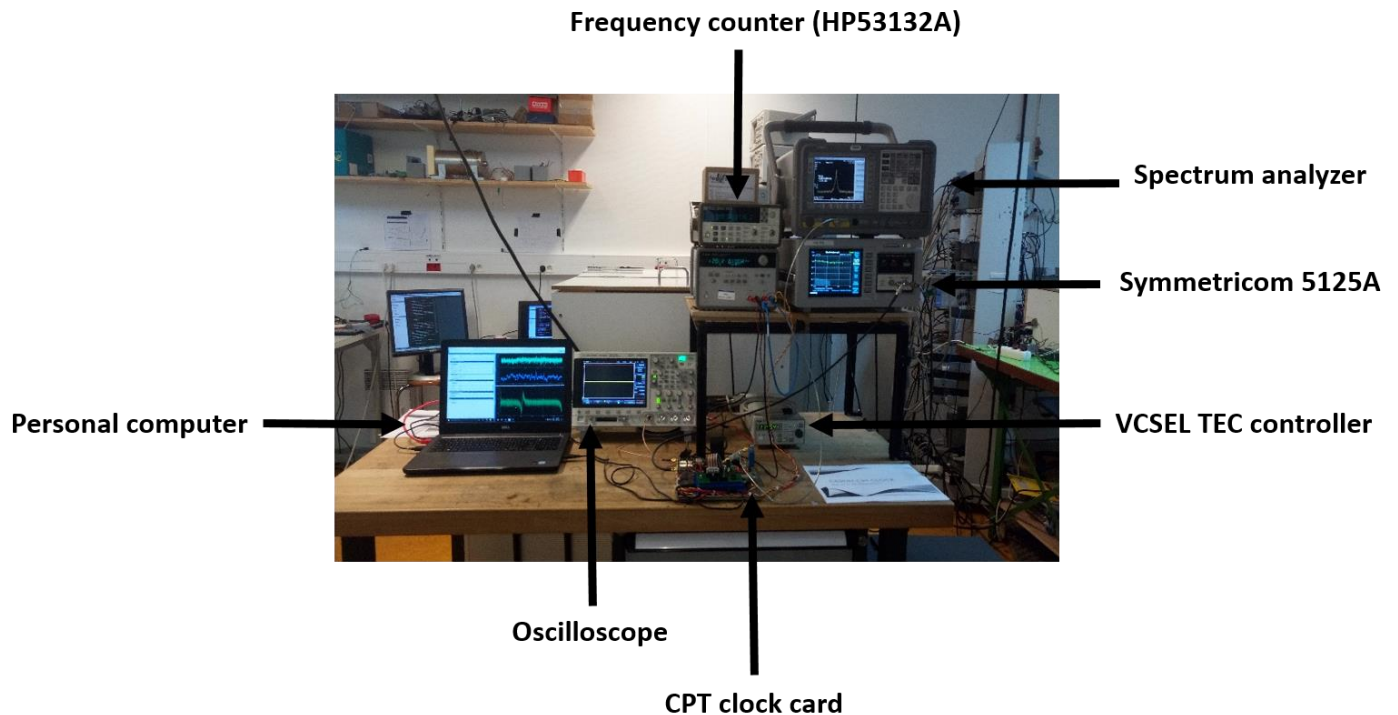 Frequency counter (HP53132A)
Spectrum analyzer
Symmetricom 5125A
Personal computer
VCSEL TEC controller
Oscilloscope
CPT clock card